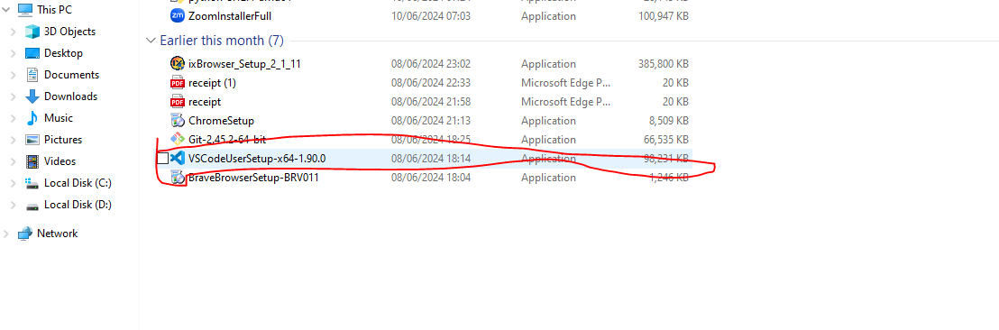 This PC
3D Objects
Desktop
Documents
Downloads
Music
Pictures
Videos
Local Disk (C:)
Local Disk (D:)
Network
ZoomInstallerFull 10/06/2024 07:03 Application 100,947 KB
Earlier this month (7)
ixBrowser_Setup_2_1_11 08/06/2024 23:02 Application 385,800 KB
receipt (1) 08/06/2024 22:33 Microsoft Edge P... 20 KB
receipt 08/06/2024 21:58 Microsoft Edge P... 20 KB
ChromeSetup 08/06/2024 21:13 Application 8,509 KB
Git-2.45.2-64-bit 08/06/2024 18:25 Application 66,535 KB
VSCodeUserSetup-x64-1.90.0 08/06/2024 18:14 Application 98,231 KB
BraveBrowserSetup-BRV011 08/06/2024 18:04 Application 1,246 KB